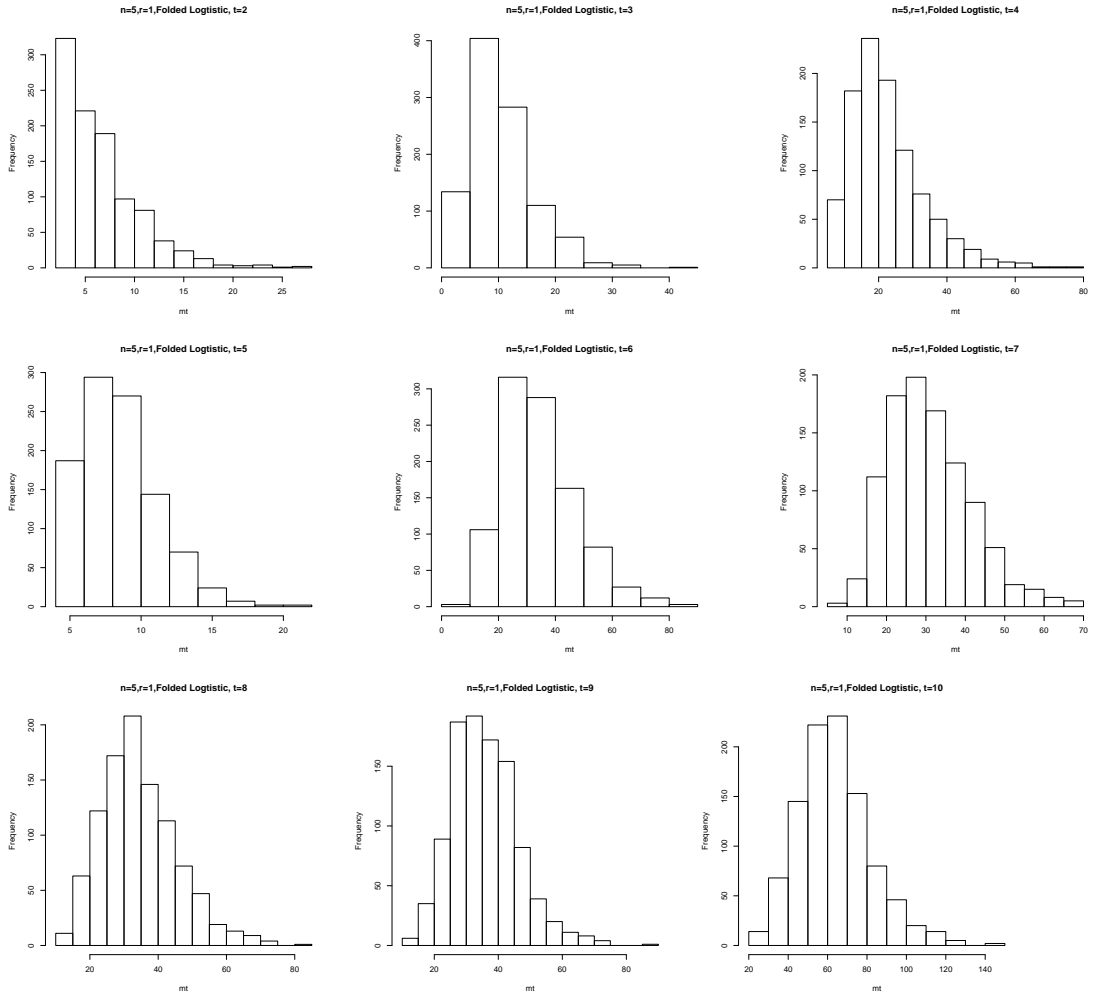 n=5,r=1,Folded Logtistic, t=2
Frequency
0 50 100 150 200 250 300
5 10 15 20 25
mt
n=5,r=1,Folded Logtistic, t=3
Frequency
0 100 200 300 400
0 10 20 30 40
mt
n=5,r=1,Folded Logtistic, t=4
Frequency
0 50 100 150 200
20 40 60 80
mt
n=5,r=1,Folded Logtistic, t=5
Frequency
0 50 100 150 200 250 300
5 10 15 20
mt
n=5,r=1,Folded Logtistic, t=6
Frequency
0 50 100 150 200 250 300
0 20 40 60 80
mt
n=5,r=1,Folded Logtistic, t=7
Frequency
0 50 100 150 200
10 20 30 40 50 60 70
mt
n=5,r=1,Folded Logtistic, t=8
Frequency
0 50 100 150 200
20 40 60 80
mt
n=5,r=1,Folded Logtistic, t=9
Frequency
0 50 100 150
20 40 60 80
mt
n=5,r=1,Folded Logtistic, t=10
Frequency
0 50 100 150 200
20 40 60 80 100 120 140
mt